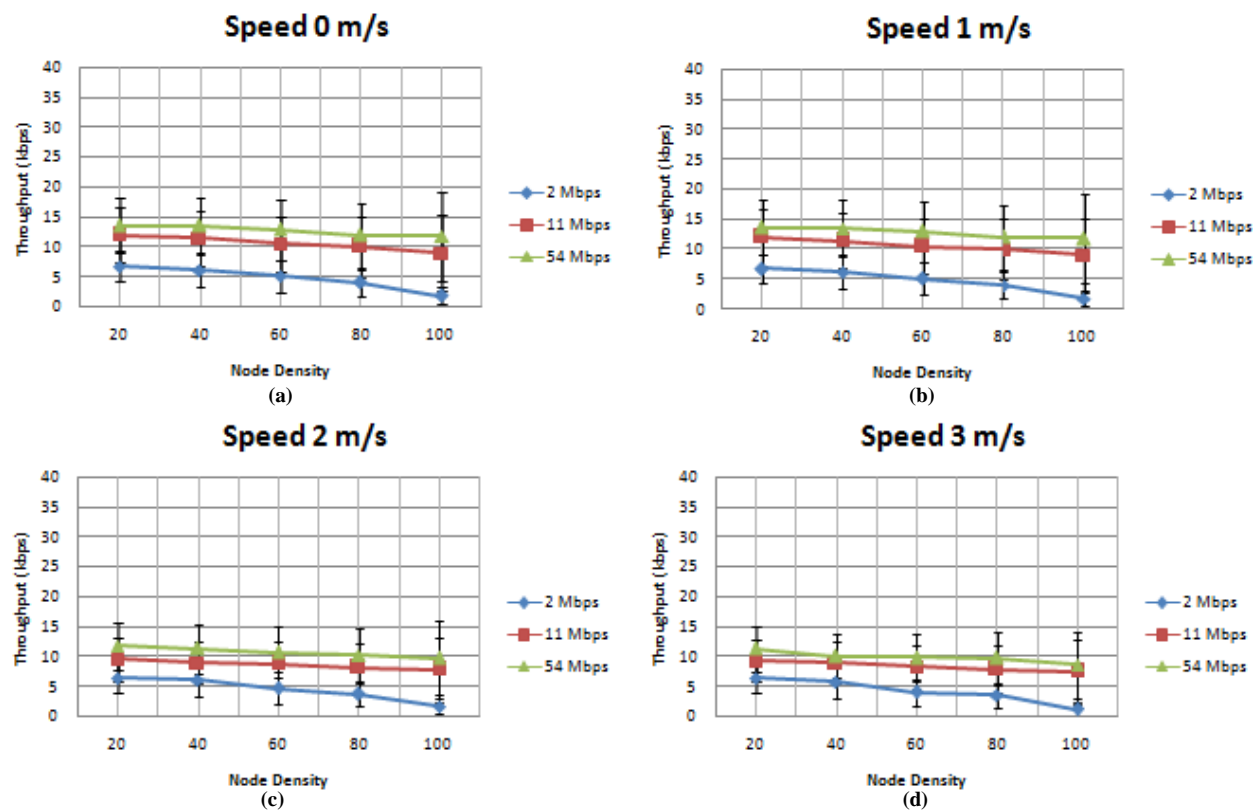 Speed 0 m/s
Throughput (kbps)
40
35
30
25
20
15
10
5
0
20 40 60 80 100
Node Density
2 Mbps
11 Mbps
54 Mbps
(a)
Speed 1 m/s
Throughput (kbps)
40
35
30
25
20
15
10
5
0
20 40 60 80 100
Node Density
2 Mbps
11 Mbps
54 Mbps
(b)
Speed 2 m/s
Throughput (kbps)
40
35
30
25
20
15
10
5
0
20 40 60 80 100
Node Density
2 Mbps
11 Mbps
54 Mbps
(c)
Speed 3 m/s
Throughput (kbps)
40
35
30
25
20
15
10
5
0
20 40 60 80 100
Node Density
2 Mbps
11 Mbps
54 Mbps
(d)